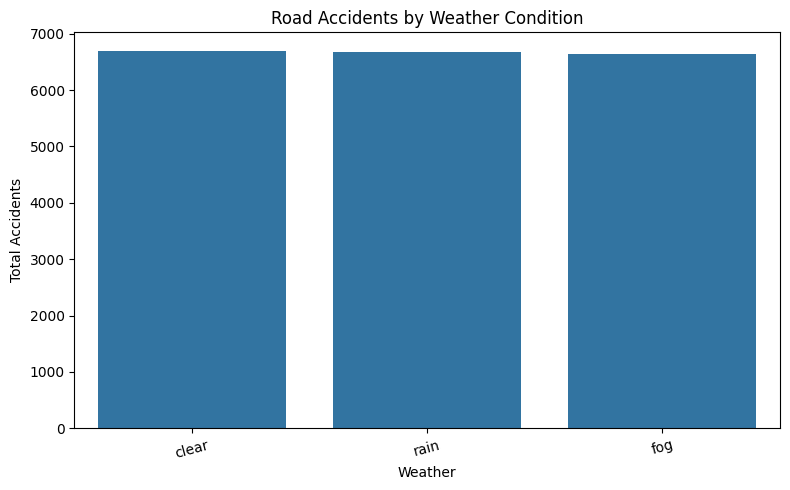 Road Accidents by Weather Condition
Total Accidents
7000
6000
5000
4000
3000
2000
1000
0
clear
rain
fog
Weather